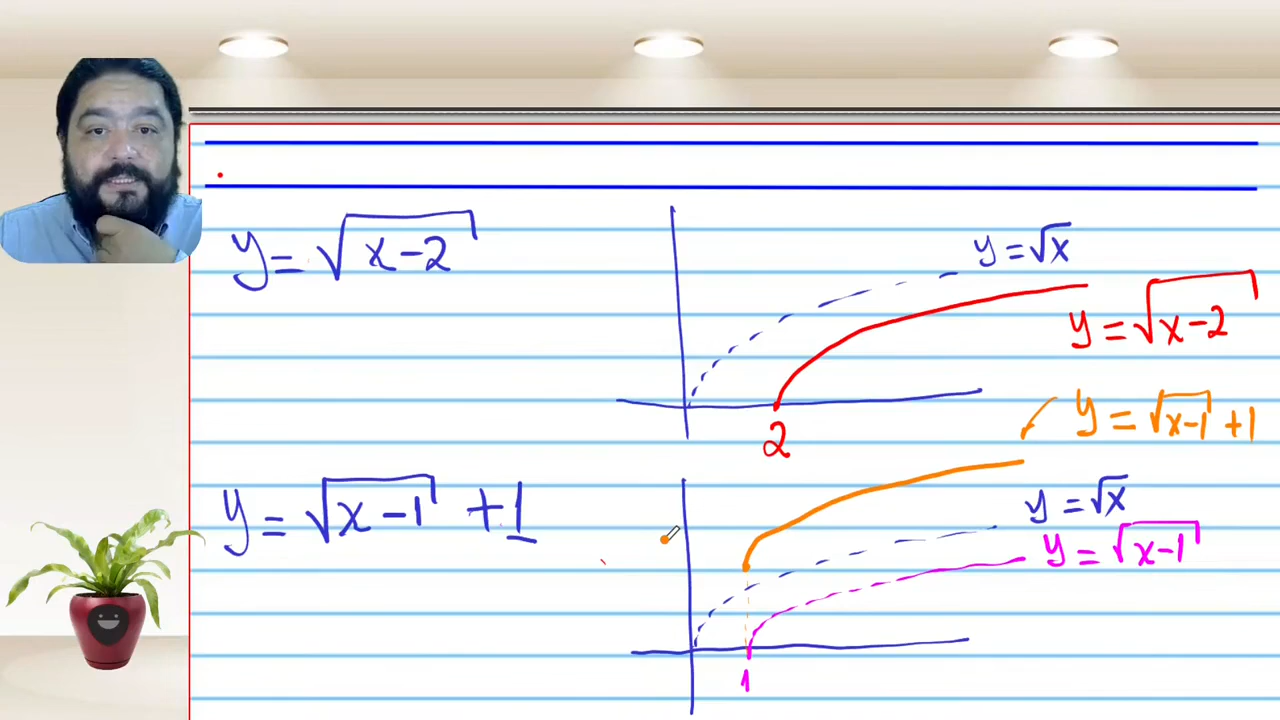 y = √x-2
y = √x
y = √x-2
2
y = √x-1 + 1
y = √x-1 + 1
y = √x
y = √x-1
1